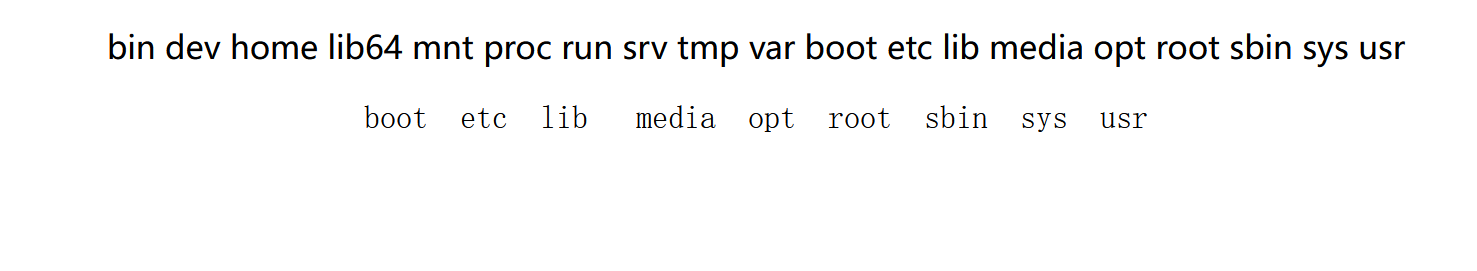 bin dev home lib64 mnt proc run srv tmp var boot etc lib media opt root sbin sys usr
boot etc lib media opt root sbin sys usr